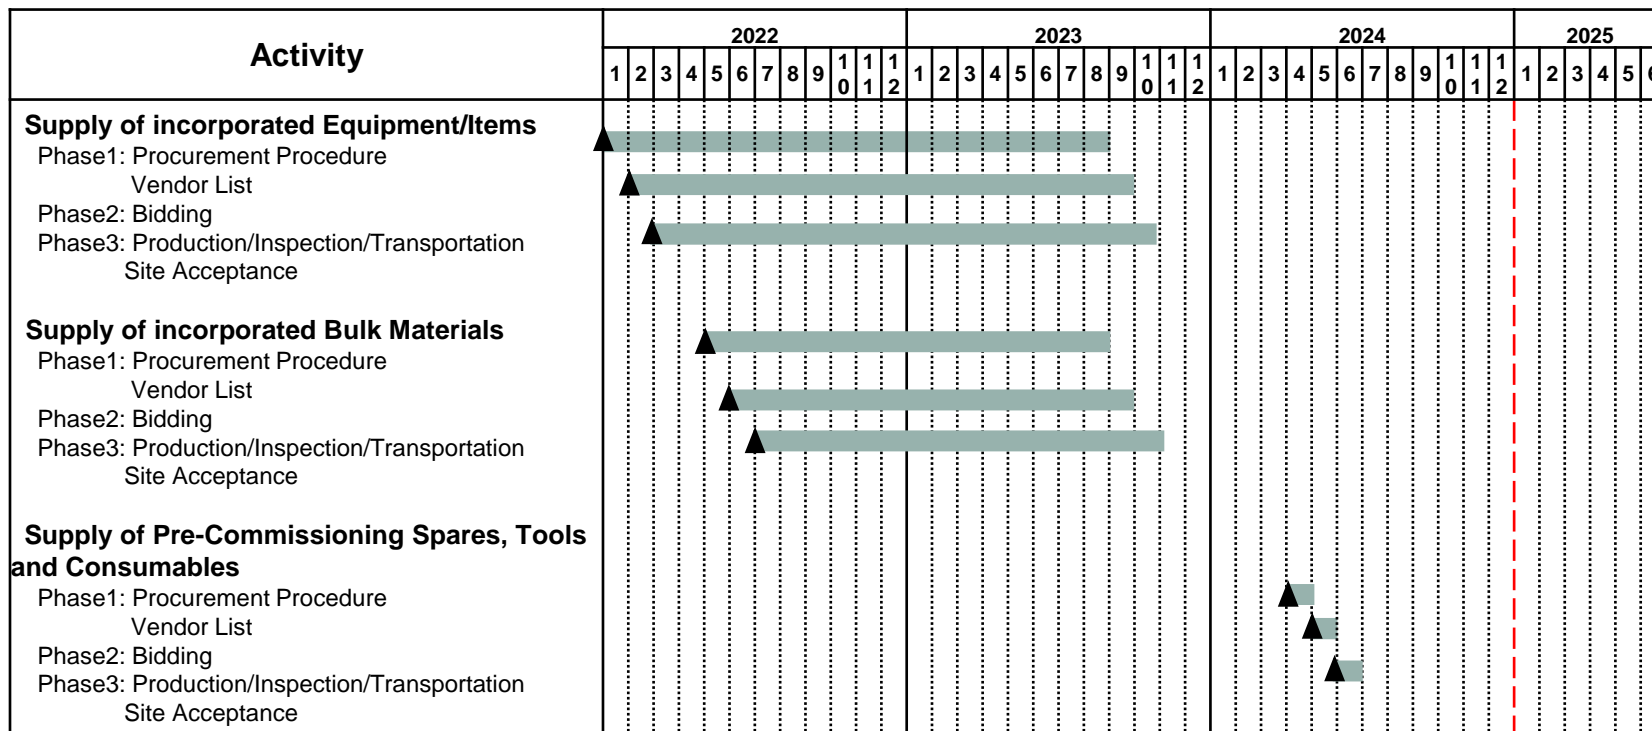 Activity
2022 2023 2024 2025
1 2 3 4 5 6 7 8 9 10 11 12 1 2 3 4 5 6 7 8 9 10 11 12 1 2 3 4 5 6 7 8 9 10 11 12 1 2 3 4 5 6
Supply of incorporated Equipment/Items
Phase1: Procurement Procedure
Vendor List
Phase2: Bidding
Phase3: Production/Inspection/Transportation
Site Acceptance
Supply of incorporated Bulk Materials
Phase1: Procurement Procedure
Vendor List
Phase2: Bidding
Phase3: Production/Inspection/Transportation
Site Acceptance
Supply of Pre-Commissioning Spares, Tools
and Consumables
Phase1: Procurement Procedure
Vendor List
Phase2: Bidding
Phase3: Production/Inspection/Transportation
Site Acceptance